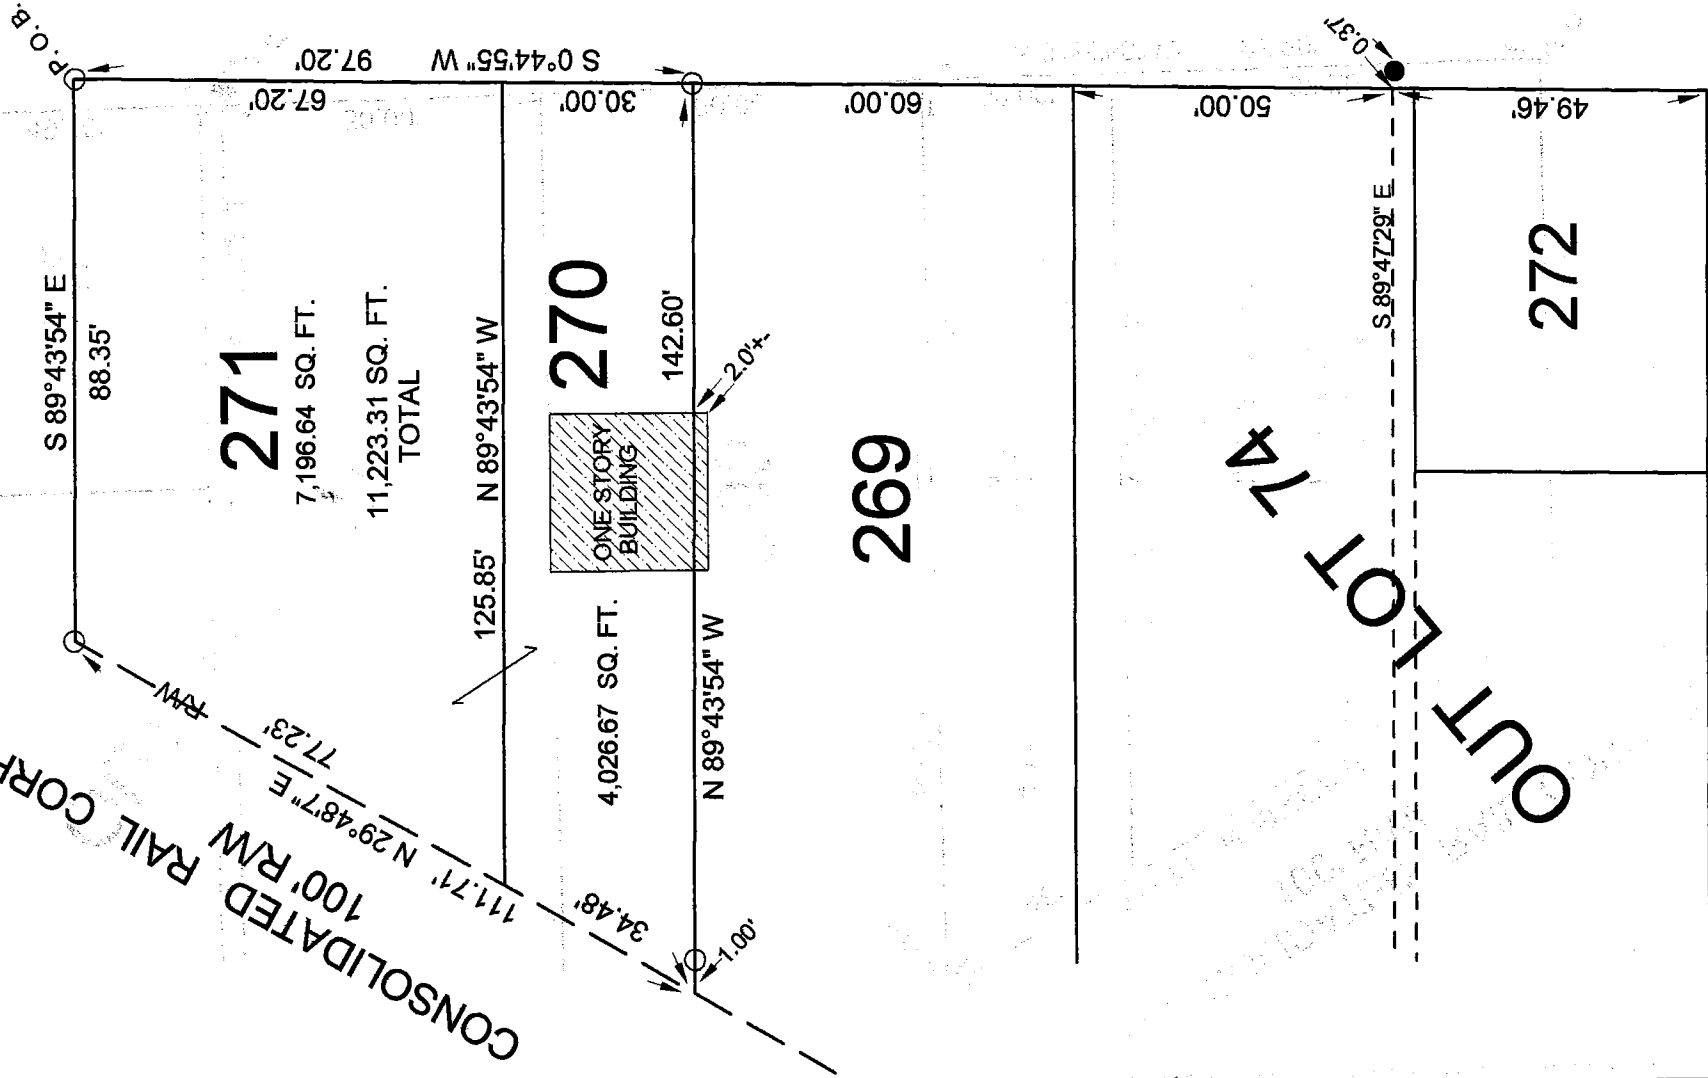 P. O. B.
S 0°44'55" W 97.20'
67.20'
30.00'
60.00'
50.00'
0.37'
49.46'
S 89°43'54" E
88.35'
271
7,196.64 SQ. FT.
11,223.31 SQ. FT.
TOTAL
125.85' N 89°43'54" W
270
ONE STORY
BUILDING
4,026.67 SQ. FT.
142.60'
2.0'+-
N 89°43'54" W
269
S 89°47'29" E
272
OUT LOT 74
R/W
77.23'
N 29°48'7" E
111.71'
34.48'
1.00'
CONSOLIDATED RAIL
100' R/W